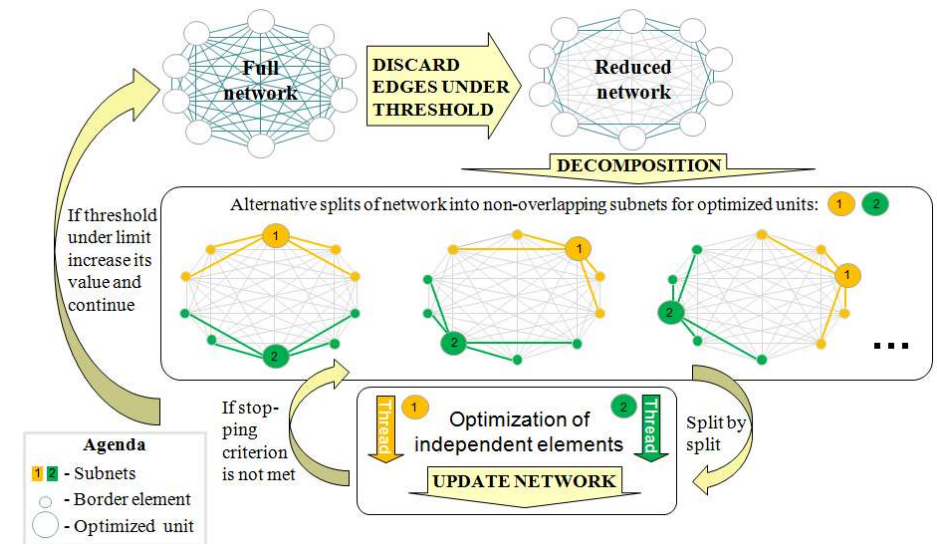 Full
network
DISCARD
EDGES UNDER
THRESHOLD
Reduced
network
DECOMPOSITION
Alternative splits of network into non-overlapping subnets for optimized units: 1 2
1
2
1
2
1
2
...
If threshold
under limit
increase its
value and
continue
If stop-
ping
criterion
is not met
Thread
1
Optimization of
independent elements
2
Thread
UPDATE NETWORK
Split by
split
Agenda
1 2 - Subnets
- Border element
- Optimized unit